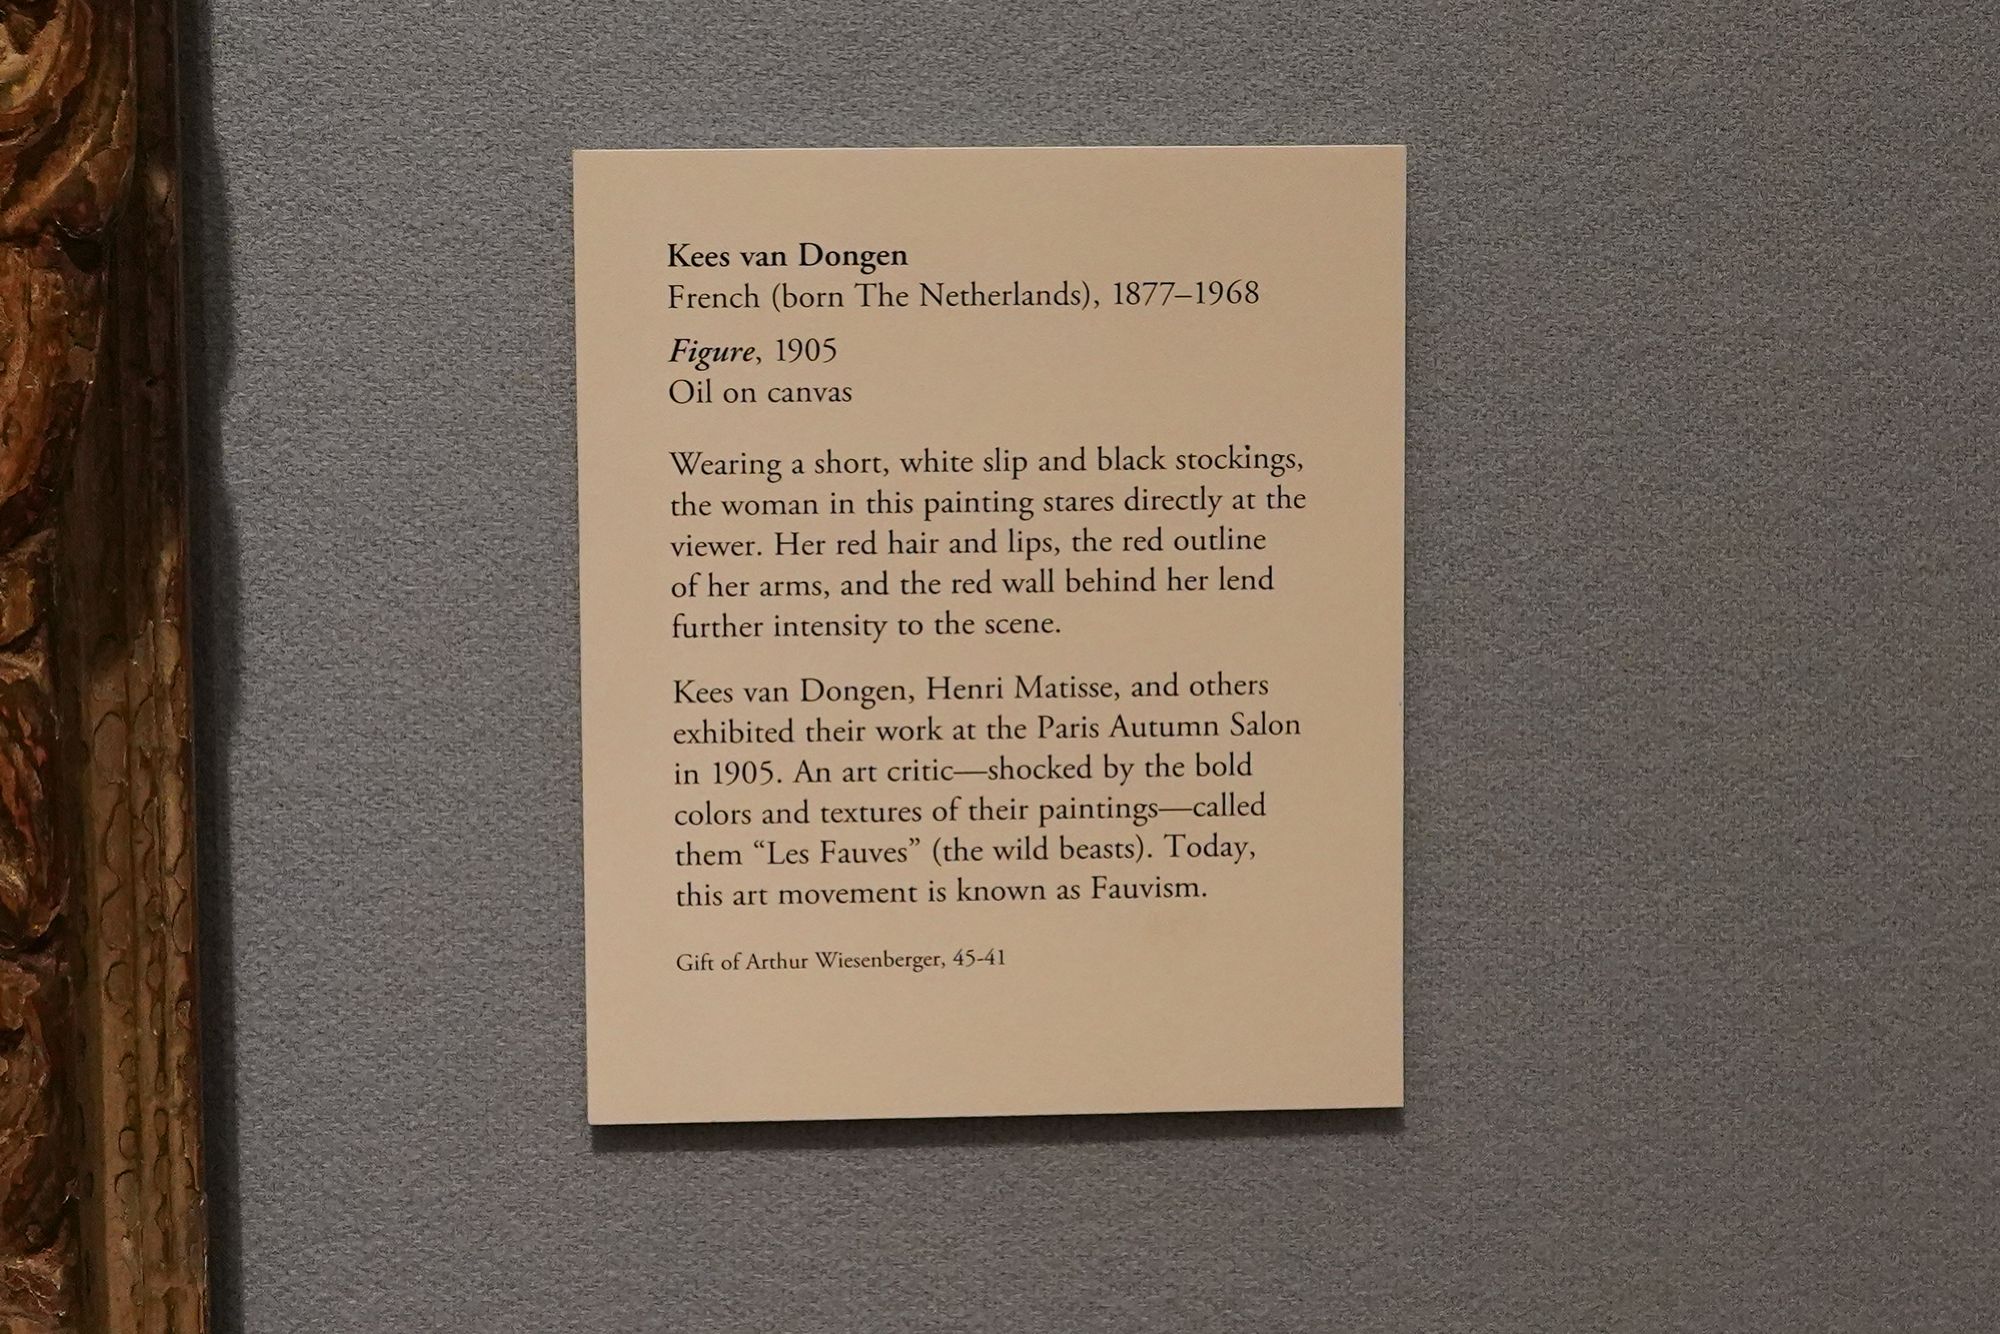 Kees van Dongen
French (born The Netherlands), 1877–1968
Figure, 1905
Oil on canvas
Wearing a short, white slip and black stockings,
the woman in this painting stares directly at the
viewer. Her red hair and lips, the red outline
of her arms, and the red wall behind her lend
further intensity to the scene.
Kees van Dongen, Henri Matisse, and others
exhibited their work at the Paris Autumn Salon
in 1905. An art critic—shocked by the bold
colors and textures of their paintings—called
them “Les Fauves” (the wild beasts). Today,
this art movement is known as Fauvism.
Gift of Arthur Wiesenberger, 45-41